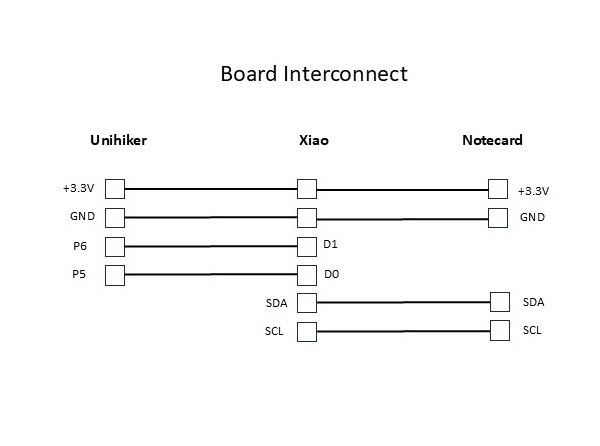 Board Interconnect
Unihiker Xiao Notecard
+3.3V +3.3V
GND GND
P6 D1
P5 D0
SDA SDA
SCL SCL